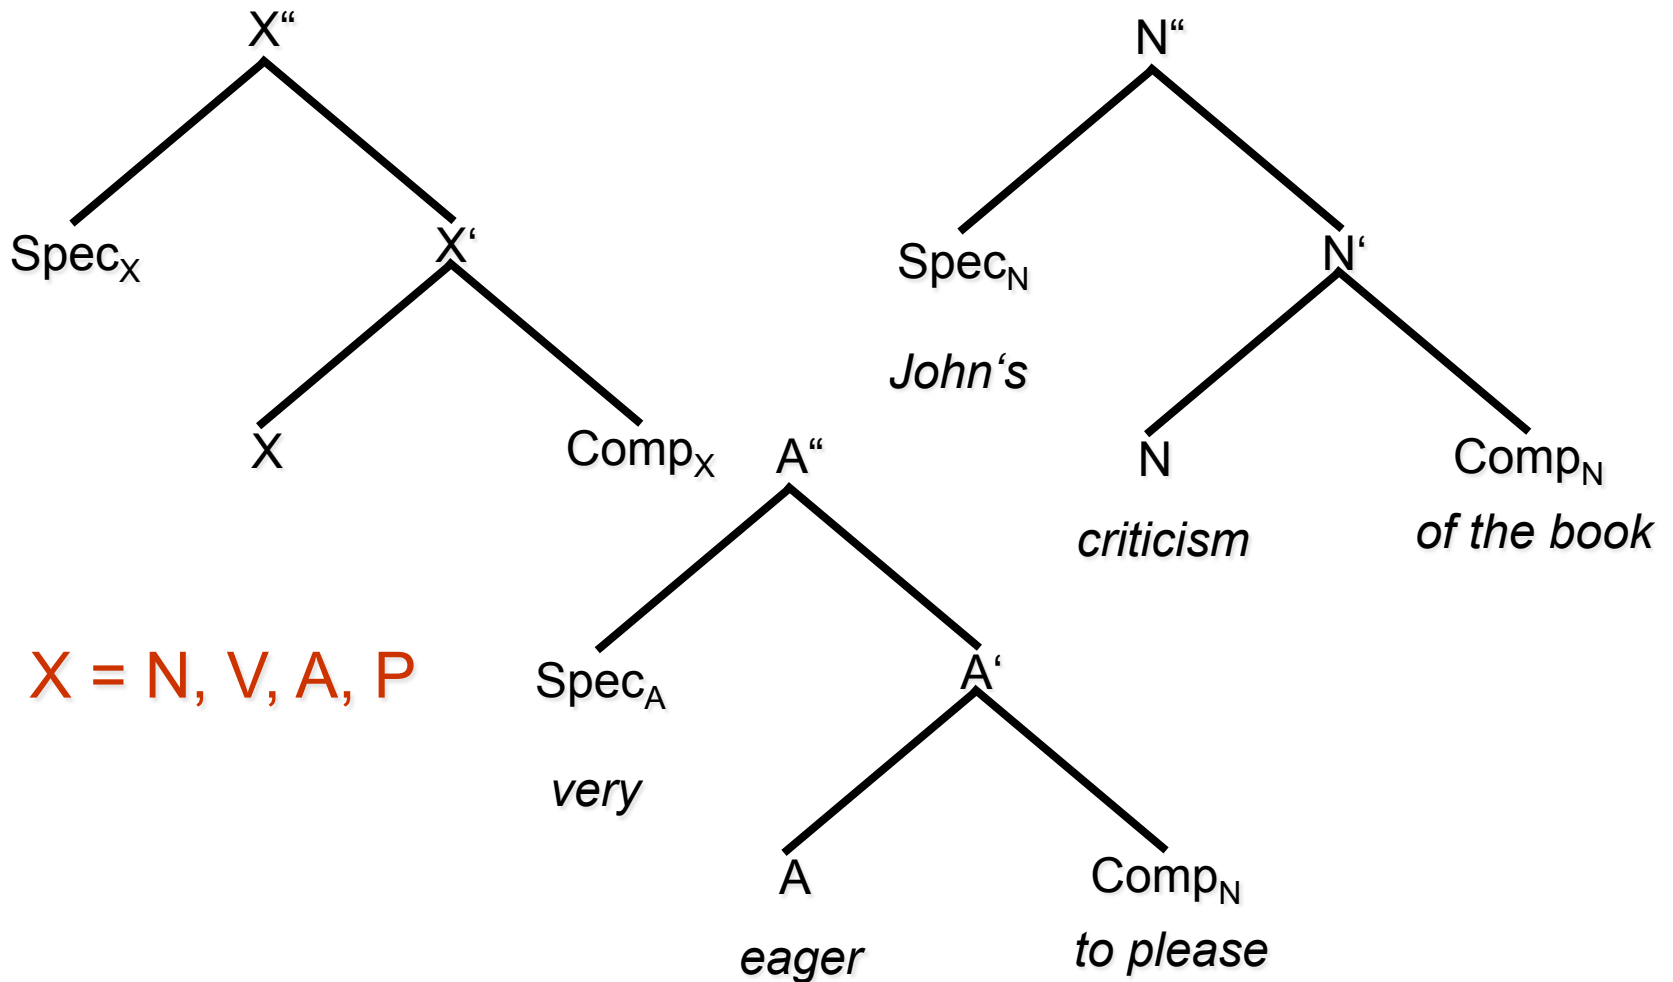 X“
Spec_X
X‘
X
Comp_X
N“
Spec_N
N‘
John‘s
N
Comp_N
criticism
of the book
A“
X = N, V, A, P
Spec_A
A‘
very
A
Comp_N
eager
to please